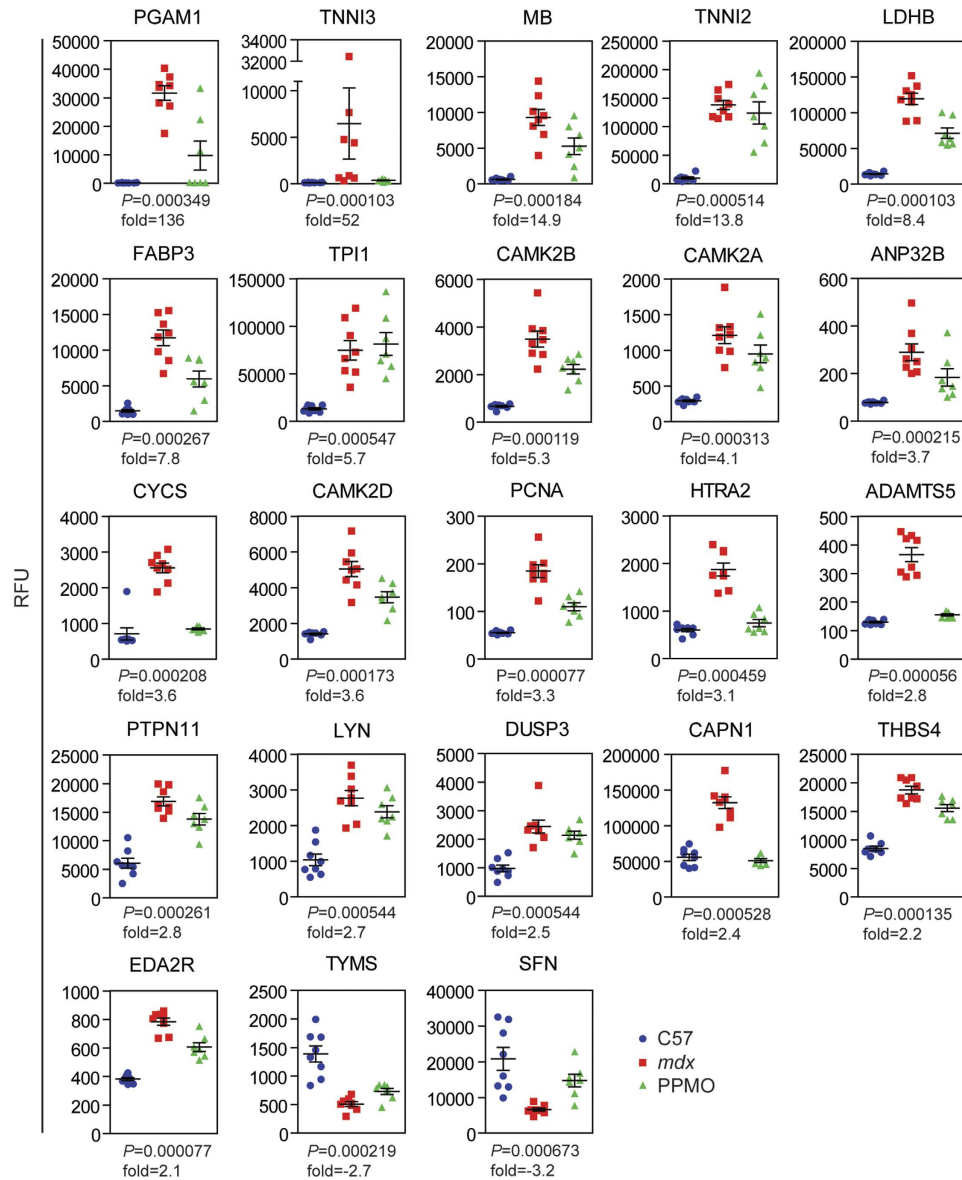 PGAM1
TNNI3
MB
TNNI2
LDHB
50000
40000
30000
20000
10000
0
34000
32000
10000
5000
0
20000
15000
10000
5000
0
250000
200000
150000
100000
50000
0
200000
150000
100000
50000
0
P=0.000349
fold=136
P=0.000103
fold=52
P=0.000184
fold=14.9
P=0.000514
fold=13.8
P=0.000103
fold=8.4
FABP3
TPI1
CAMK2B
CAMK2A
ANP32B
20000
15000
10000
5000
0
150000
100000
50000
0
6000
4000
2000
0
2000
1500
1000
500
0
600
400
200
0
P=0.000267
fold=7.8
P=0.000547
fold=5.7
P=0.000119
fold=5.3
P=0.000313
fold=4.1
P=0.000215
fold=3.7
RFU
CYCS
CAMK2D
PCNA
HTRA2
ADAMTS5
4000
3000
2000
1000
0
8000
6000
4000
2000
0
300
200
100
0
3000
2000
1000
0
500
400
300
200
100
0
P=0.000208
fold=3.6
P=0.000173
fold=3.6
P=0.000077
fold=3.3
P=0.000459
fold=3.1
P=0.000056
fold=2.8
PTPN11
LYN
DUSP3
CAPN1
THBS4
25000
20000
15000
10000
5000
0
4000
3000
2000
1000
0
5000
4000
3000
2000
1000
0
200000
150000
100000
50000
0
25000
20000
15000
10000
5000
0
P=0.000261
fold=2.8
P=0.000544
fold=2.7
P=0.000544
fold=2.5
P=0.000528
fold=2.4
P=0.000135
fold=2.2
EDA2R
TYMS
SFN
1000
800
600
400
200
0
2500
2000
1500
1000
500
0
40000
30000
20000
10000
0
P=0.000077
fold=2.1
P=0.000219
fold=-2.7
P=0.000673
fold=-3.2
C57
mdx
PPMO